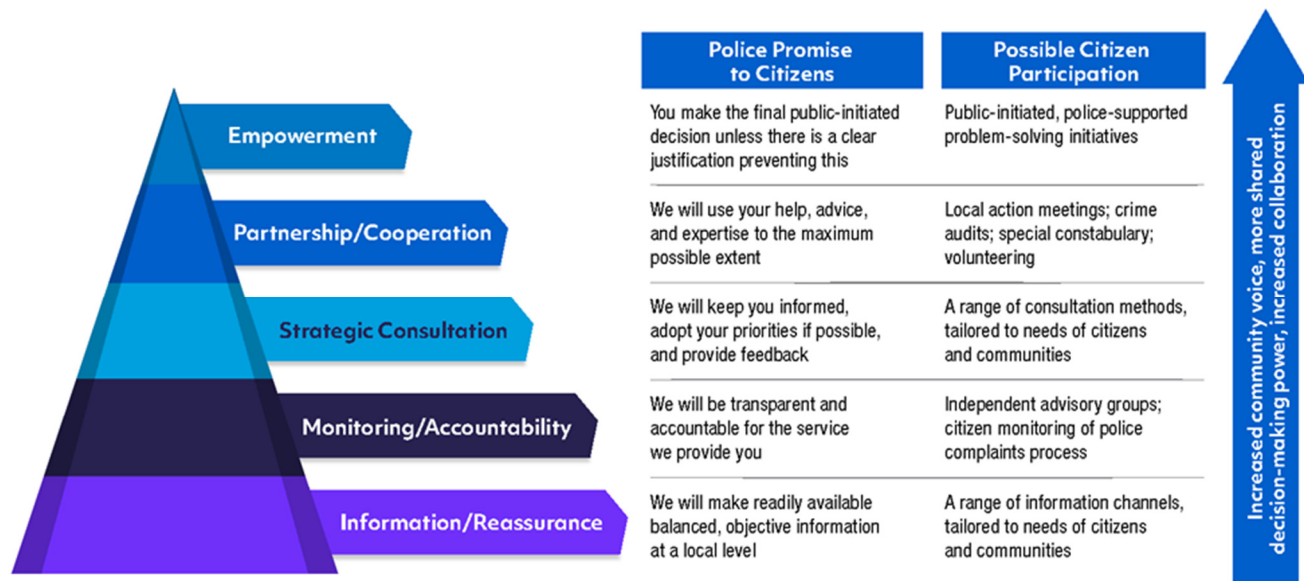 Police Promise
to Citizens
Possible Citizen
Participation
Empowerment
You make the final public-initiated
decision unless there is a clear
justification preventing this
Public-initiated, police-supported
problem-solving initiatives
Partnership/Cooperation
We will use your help, advice,
and expertise to the maximum
possible extent
Local action meetings; crime
audits; special constabulary;
volunteering
Strategic Consultation
We will keep you informed,
adopt your priorities if possible,
and provide feedback
A range of consultation methods,
tailored to needs of citizens
and communities
Monitoring/Accountability
We will be transparent and
accountable for the service
we provide you
Independent advisory groups;
citizen monitoring of police
complaints process
Information/Reassurance
We will make readily available
balanced, objective information
at a local level
A range of information channels,
tailored to needs of citizens
and communities
Increased community voice, more shared
decision-making power, increased collaboration